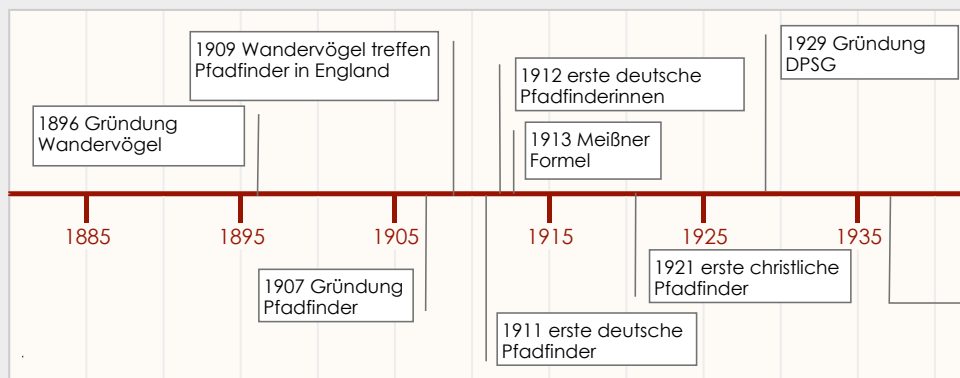 1909 Wandervögel treffen
Pfadfinder in England
1929 Gründung
DPSG
1912 erste deutsche
Pfadfinderinnen
1896 Gründung
Wandervögel
1913 Meißner
Formel
1885
1895
1905
1915
1925
1935
1907 Gründung
Pfadfinder
1921 erste christliche
Pfadfinder
1911 erste deutsche
Pfadfinder